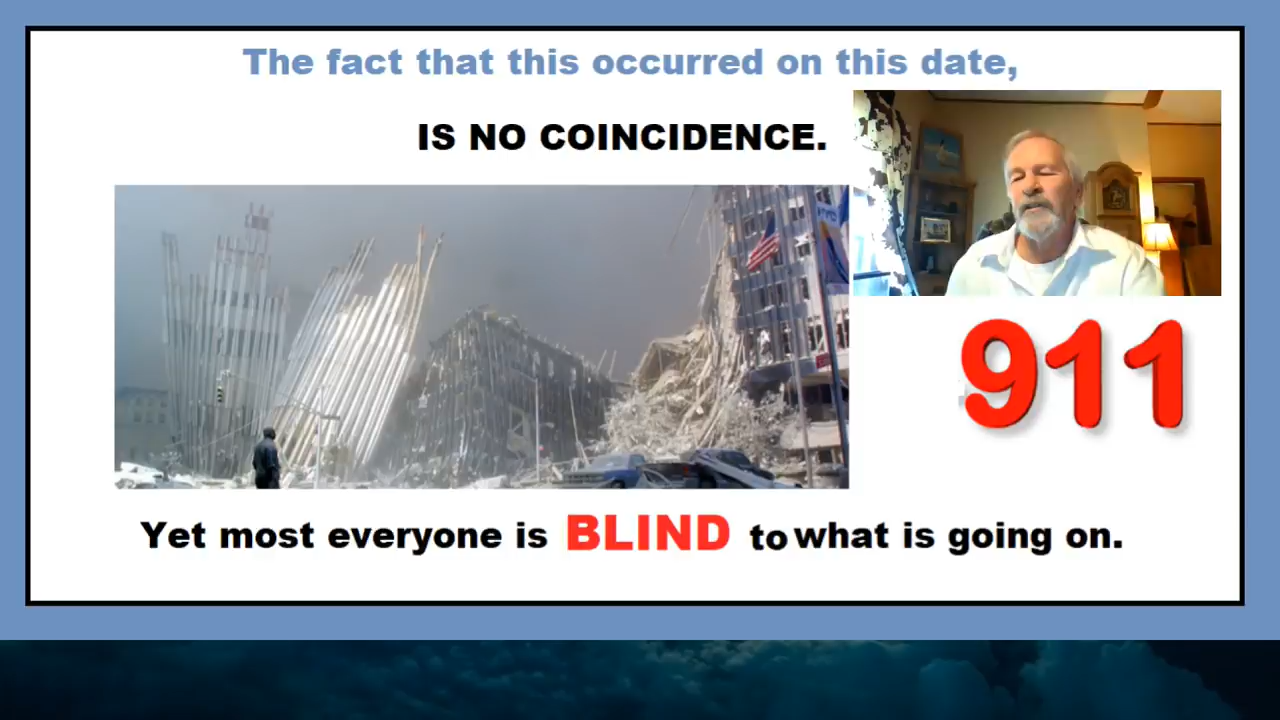 The fact that this occurred on this date,
IS NO COINCIDENCE.
911
Yet most everyone is BLIND to what is going on.